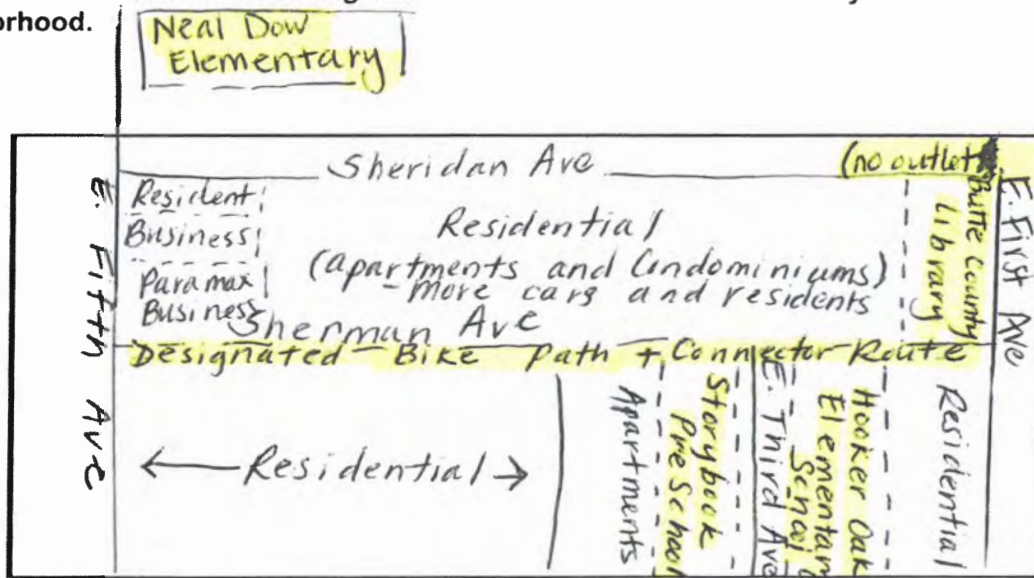 orhood.
Neal Dow
Elementary
Sheridan Ave
(no outlet)
E. Fifth Ave
Resident
Business
Paramax
Business
Residential
(apartments and Condominiums)
more cars and residents
Butte County
Library
E. First Ave
Sherman Ave
Designated Bike path + Connector Route
← Residential →
Apartments
Storybook
PreSchool
E. Third Ave
Hooker Oak
Elementary
School
Residential